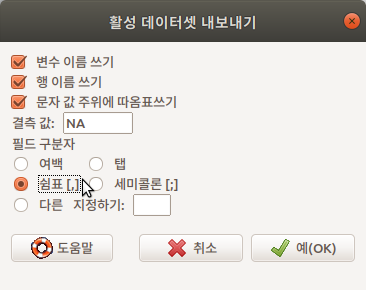 활성 데이터셋 내보내기
변수 이름 쓰기
행 이름 쓰기
문자 값 주위에 따옴표쓰기
결측 값: NA
필드 구분자
여백 탭
쉼표 [,] 세미콜론 [;]
다른 지정하기:
도움말 취소 예(OK)